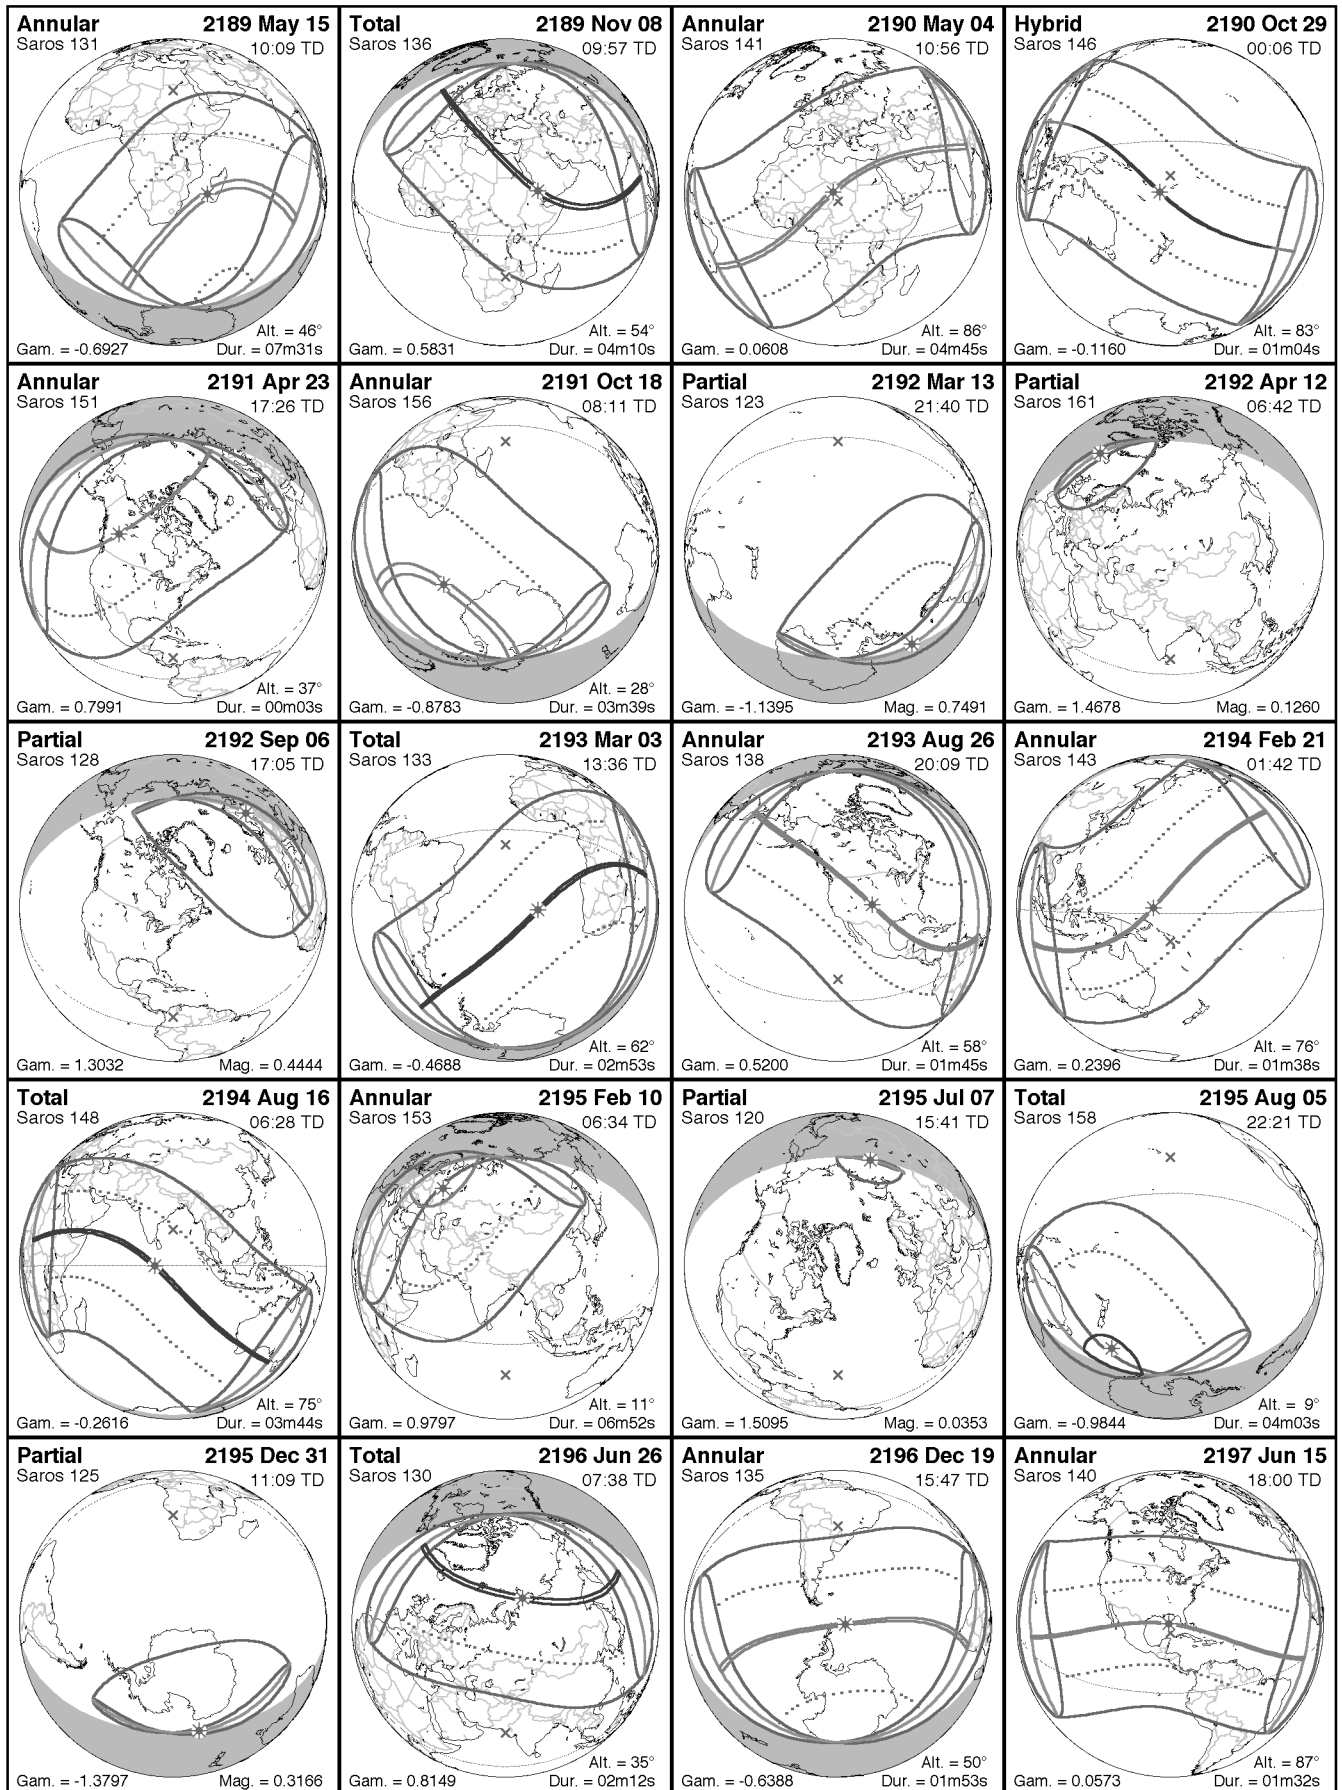 Annular 2189 May 15
Saros 131 10:09 TD
Alt. = 46°
Gam. = -0.6927 Dur. = 07m31s
Total 2189 Nov 08
Saros 136 09:57 TD
Alt. = 54°
Gam. = 0.5831 Dur. = 04m10s
Annular 2190 May 04
Saros 141 10:56 TD
Alt. = 86°
Gam. = 0.0608 Dur. = 04m45s
Hybrid 2190 Oct 29
Saros 146 00:06 TD
Alt. = 83°
Gam. = -0.1160 Dur. = 01m04s
Annular 2191 Apr 23
Saros 151 17:26 TD
Alt. = 37°
Gam. = 0.7991 Dur. = 00m03s
Annular 2191 Oct 18
Saros 156 08:11 TD
Alt. = 28°
Gam. = -0.8783 Dur. = 03m39s
Partial 2192 Mar 13
Saros 123 21:40 TD
Gam. = -1.1395 Mag. = 0.7491
Partial 2192 Apr 12
Saros 161 06:42 TD
Gam. = 1.4678 Mag. = 0.1260
Partial 2192 Sep 06
Saros 128 17:05 TD
Gam. = 1.3032 Mag. = 0.4444
Total 2193 Mar 03
Saros 133 13:36 TD
Alt. = 62°
Gam. = -0.4688 Dur. = 02m53s
Annular 2193 Aug 26
Saros 138 20:09 TD
Alt. = 58°
Gam. = 0.5200 Dur. = 01m45s
Annular 2194 Feb 21
Saros 143 01:42 TD
Alt. = 76°
Gam. = 0.2396 Dur. = 01m38s
Total 2194 Aug 16
Saros 148 06:28 TD
Alt. = 75°
Gam. = -0.2616 Dur. = 03m44s
Annular 2195 Feb 10
Saros 153 06:34 TD
Alt. = 11°
Gam. = 0.9797 Dur. = 06m52s
Partial 2195 Jul 07
Saros 120 15:41 TD
Gam. = 1.5095 Mag. = 0.0353
Total 2195 Aug 05
Saros 158 22:21 TD
Alt. = 9°
Gam. = -0.9844 Dur. = 04m03s
Partial 2195 Dec 31
Saros 125 11:09 TD
Gam. = -1.3797 Mag. = 0.3166
Total 2196 Jun 26
Saros 130 07:38 TD
Alt. = 35°
Gam. = 0.8149 Dur. = 02m12s
Annular 2196 Dec 19
Saros 135 15:47 TD
Alt. = 50°
Gam. = -0.6388 Dur. = 01m53s
Annular 2197 Jun 15
Saros 140 18:00 TD
Alt. = 87°
Gam. = 0.0573 Dur. = 01m32s